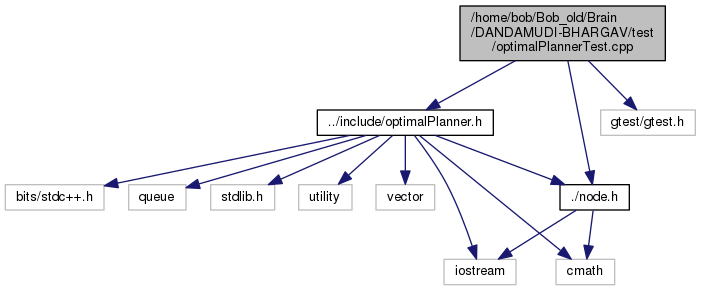 /home/bob/Bob_old/Brain
/DANDAMUDI-BHARGAV/test
/optimalPlannerTest.cpp
../include/optimalPlanner.h
gtest/gtest.h
bits/stdc++.h
queue
stdlib.h
utility
vector
./node.h
iostream
cmath